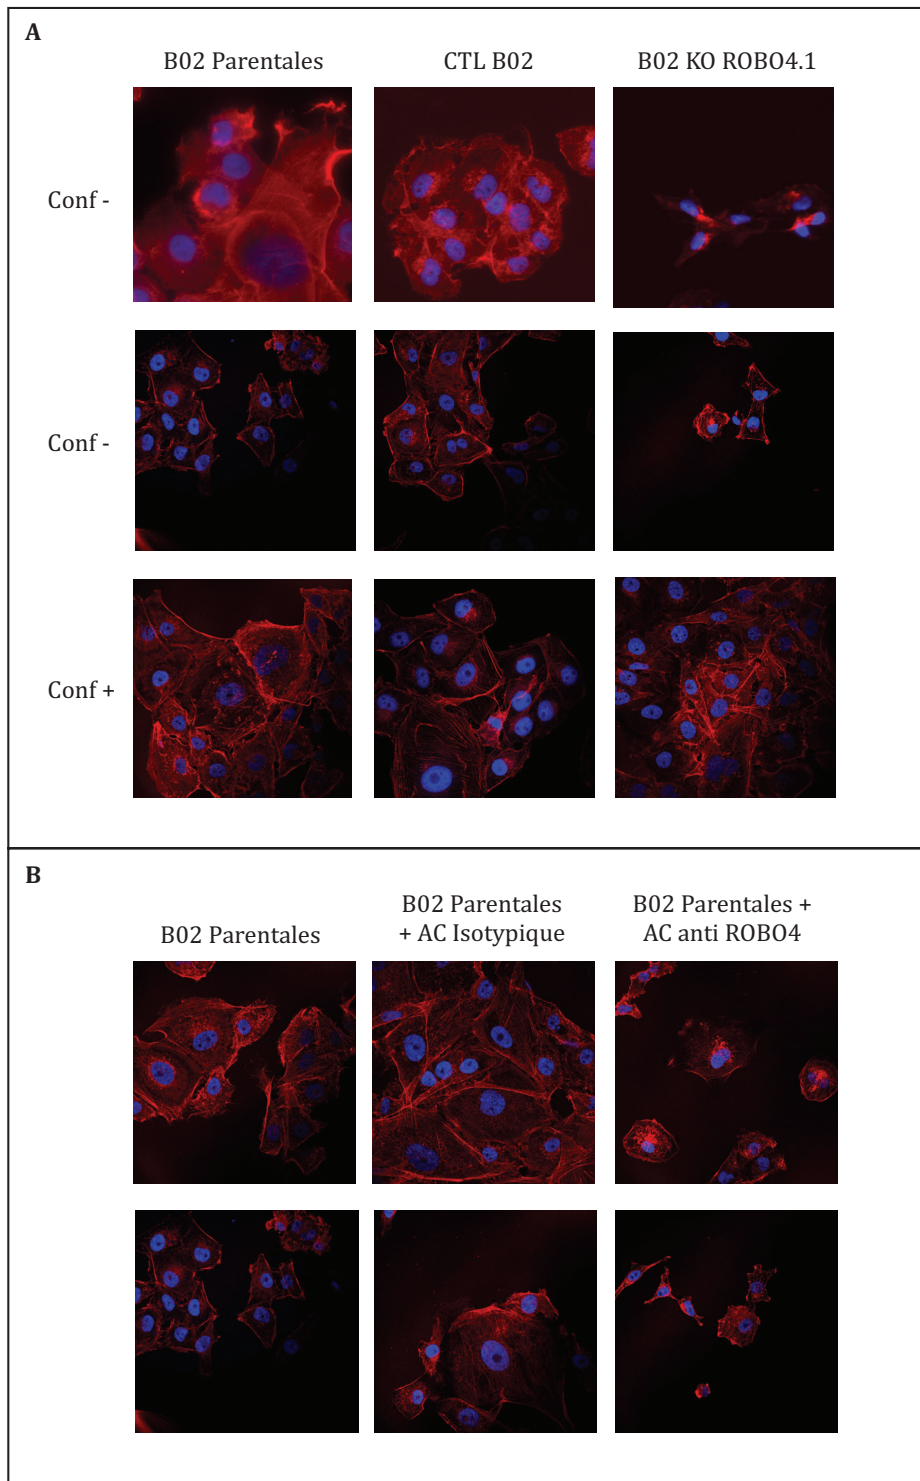 A
B02 Parentales
CTL B02
B02 KO ROBO4.1
Conf -
Conf -
Conf +
B
B02 Parentales
B02 Parentales
+ AC Isotypique
B02 Parentales +
AC anti ROBO4